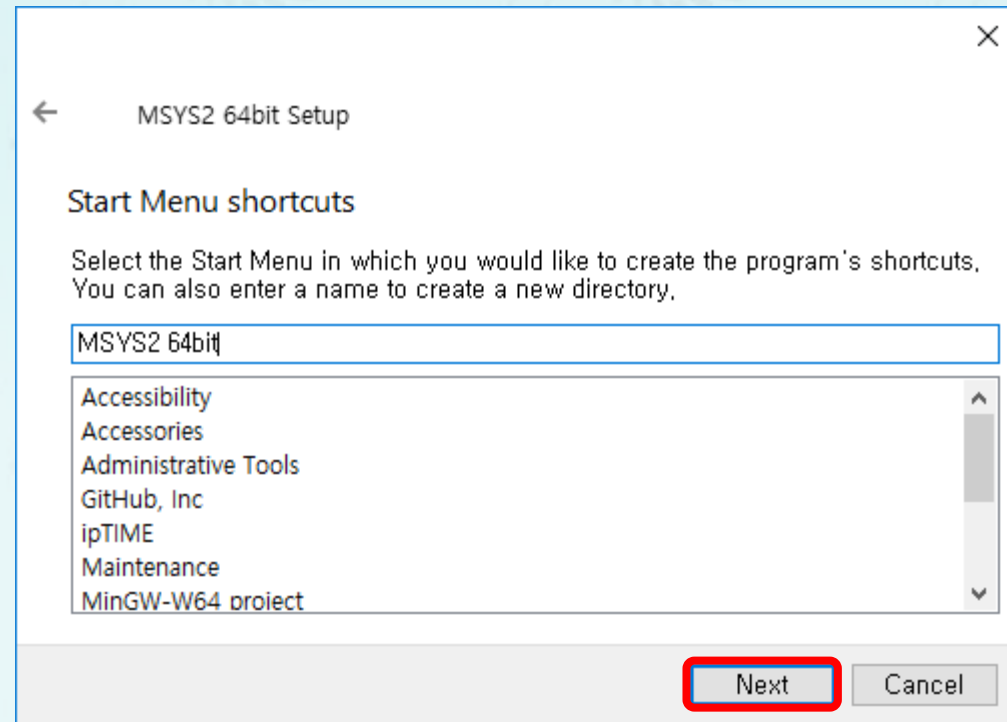 MSYS2 64bit Setup
Start Menu shortcuts
Select the Start Menu in which you would like to create the program's shortcuts,
You can also enter a name to create a new directory,
MSYS2 64bit
Accessibility
Accessories
Administrative Tools
GitHub, Inc
ipTIME
Maintenance
MinGW-W64 project
Next Cancel